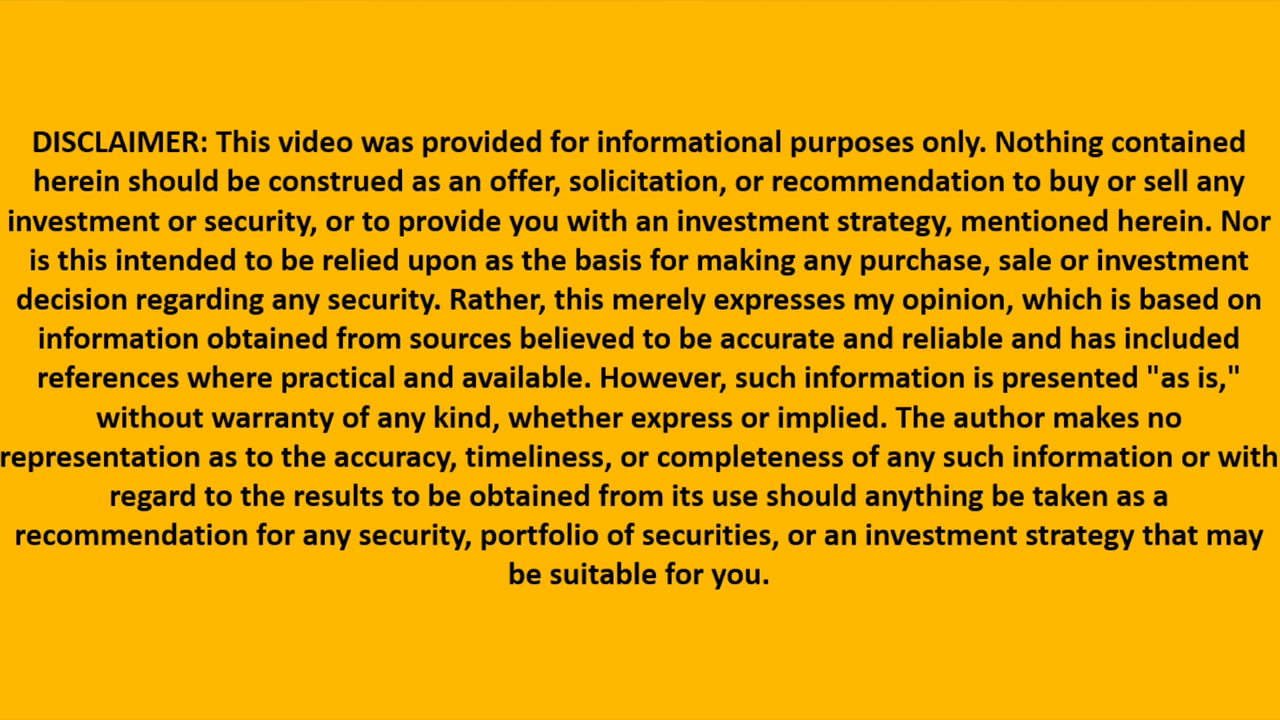 DISCLAIMER: This video was provided for informational purposes only. Nothing contained
herein should be construed as an offer, solicitation, or recommendation to buy or sell any
investment or security, or to provide you with an investment strategy, mentioned herein. Nor
is this intended to be relied upon as the basis for making any purchase, sale or investment
decision regarding any security. Rather, this merely expresses my opinion, which is based on
information obtained from sources believed to be accurate and reliable and has included
references where practical and available. However, such information is presented "as is,"
without warranty of any kind, whether express or implied. The author makes no
representation as to the accuracy, timeliness, or completeness of any such information or with
regard to the results to be obtained from its use should anything be taken as a
recommendation for any security, portfolio of securities, or an investment strategy that may
be suitable for you.